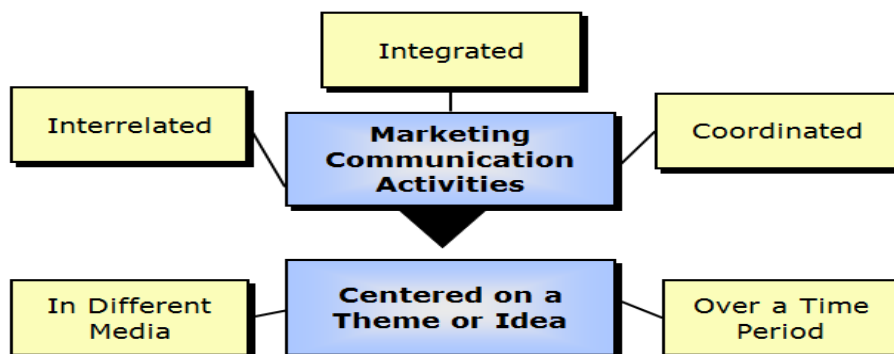 Integrated
Interrelated
Marketing
Communication
Activities
Coordinated
In Different
Media
Centered on a
Theme or Idea
Over a Time
Period